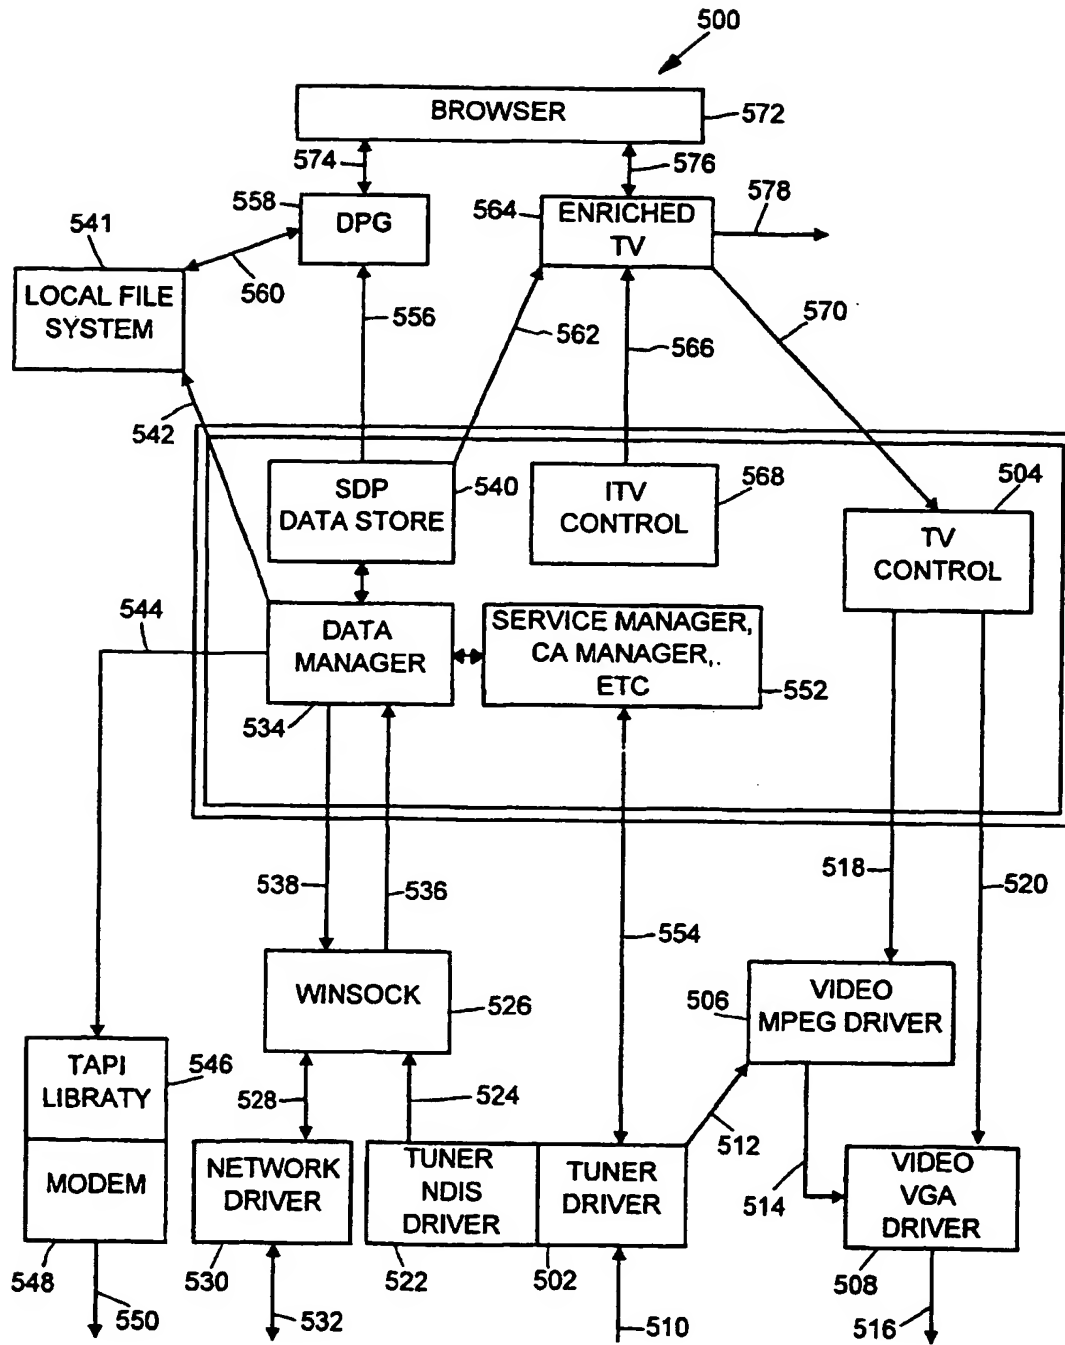 500
BROWSER
572
574
576
578
558
DPG
564
ENRICHED
TV
541
LOCAL FILE
SYSTEM
560
556
562
566
570
542
SDP
DATA STORE
540
ITV
CONTROL
568
504
TV
CONTROL
544
DATA
MANAGER
534
SERVICE MANAGER,
CA MANAGER,.
ETC
552
538
536
518
520
554
WINSOCK
526
506
VIDEO
MPEG DRIVER
TAPI
LIBRATY
546
528
524
512
MODEM
NETWORK
DRIVER
TUNER
NDIS
DRIVER
TUNER
DRIVER
514
VIDEO
VGA
DRIVER
548
530
522
502
508
550
532
510
516